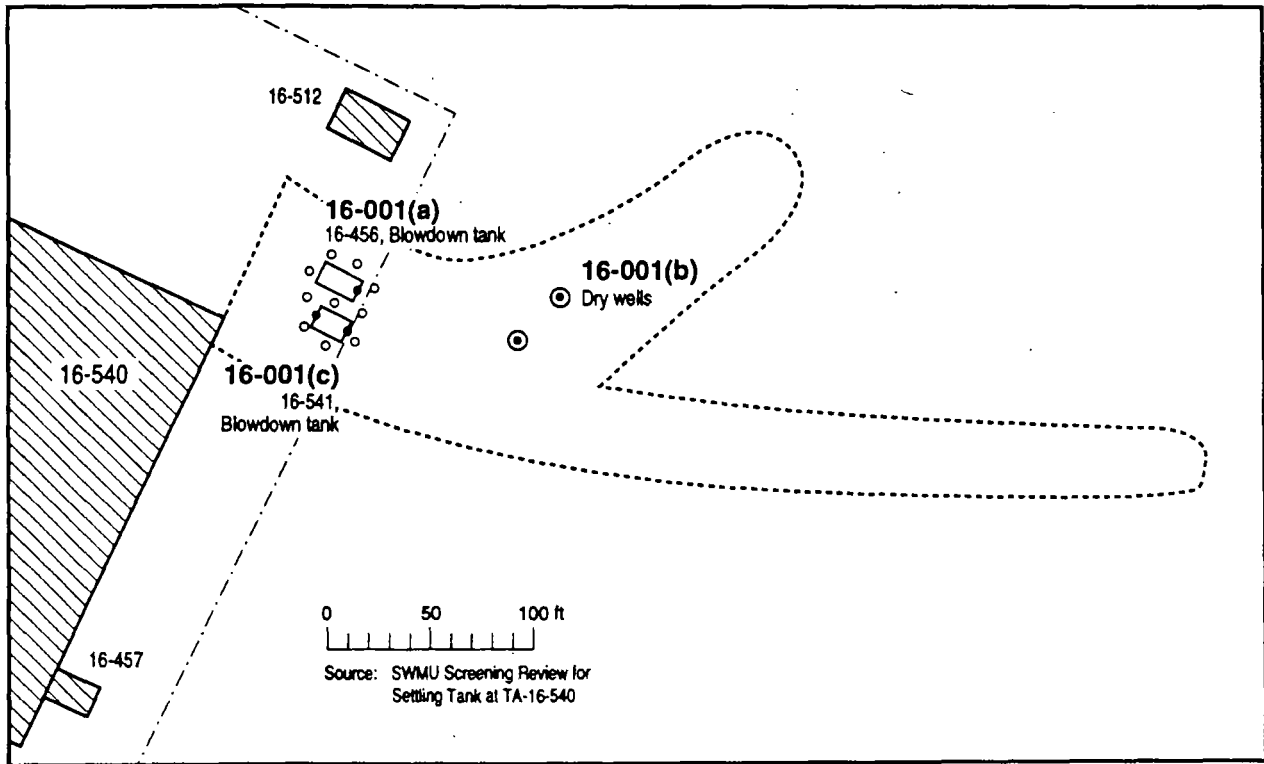 16-512
16-001(a)
16-456, Blowdown tank
16-001(b)
Dry wells
16-540
16-001(c)
16-541,
Blowdown tank
0 50 100 ft
16-457
Source: SWMU Screening Review for
Settling Tank at TA-16-540